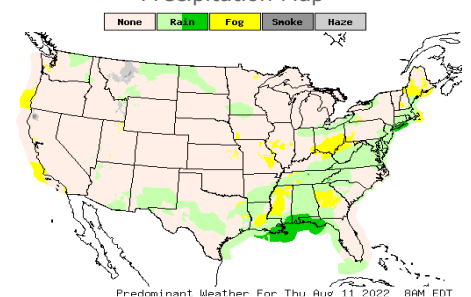 Precipitation Map
None Rain Fog Smoke Haze
Predominant Weather For Thu Aug 11 2022 8AM EDT